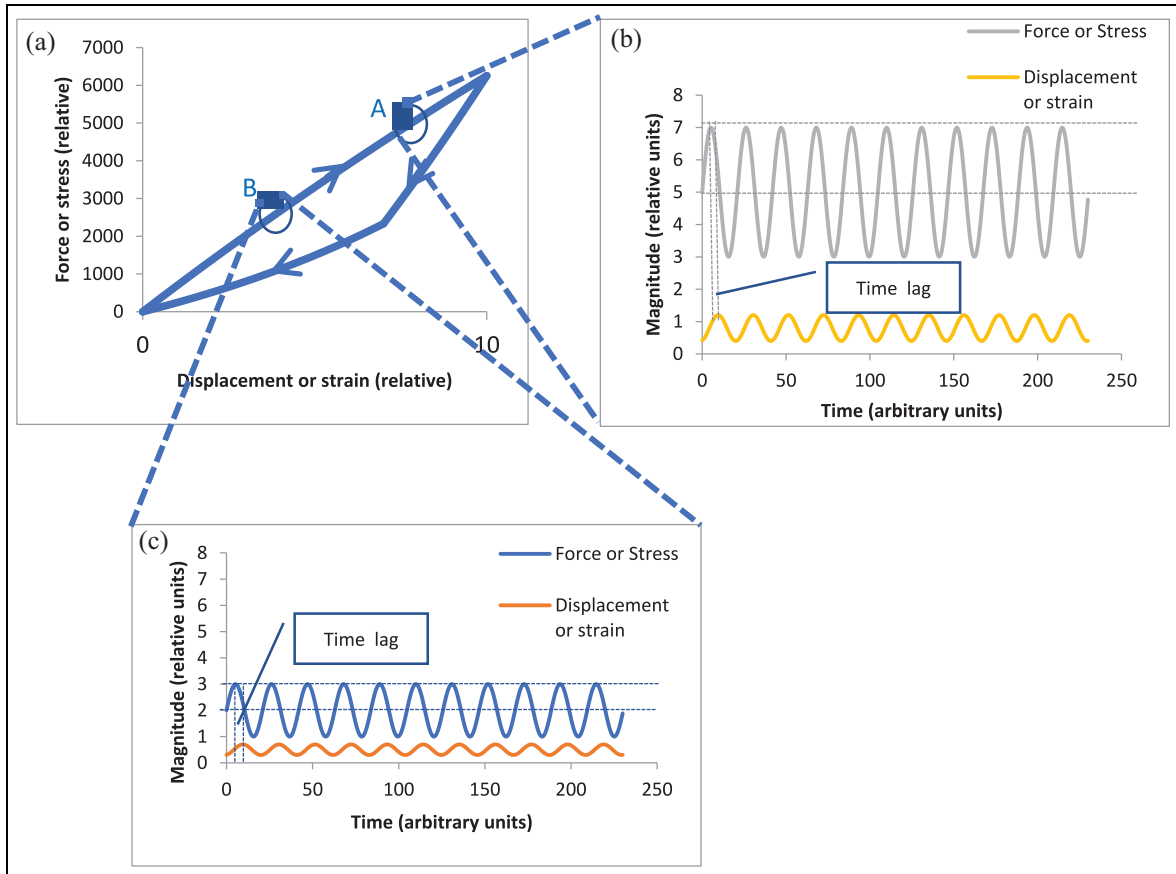 (a)
Force or stress (relative)
7000
6000
5000
4000
3000
2000
1000
0
A
B
0
10
Displacement or strain (relative)
(b)
Force or Stress
Displacement
or strain
Magnitude (relative units)
8
7
6
5
4
3
2
1
0
Time lag
0
50
100
150
200
250
Time (arbitrary units)
(c)
Force or Stress
Displacement
or strain
Magnitude (relative units)
8
7
6
5
4
3
2
1
0
Time lag
0
50
100
150
200
250
Time (arbitrary units)